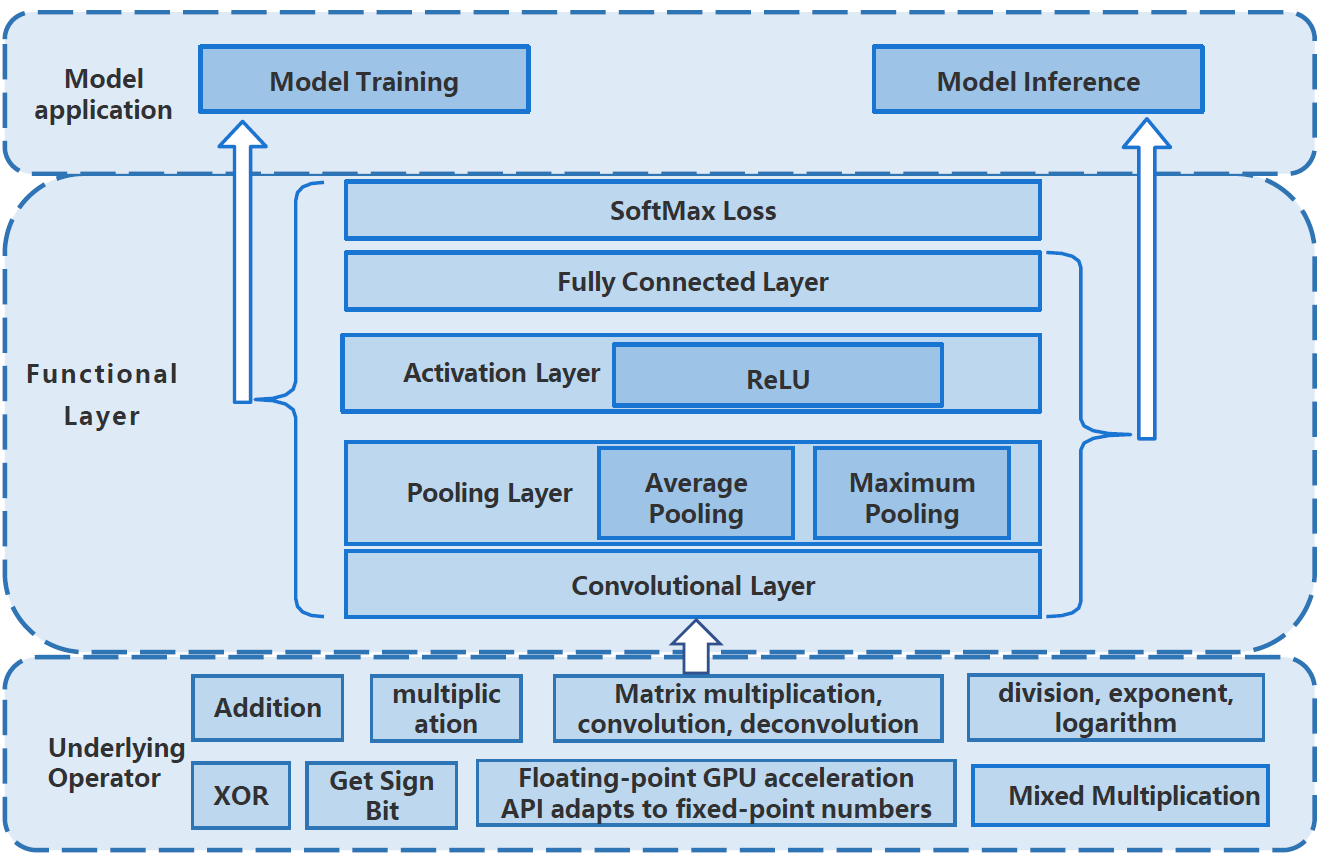 Model
application
Model Training
Model Inference
Functional
Layer
SoftMax Loss
Fully Connected Layer
Activation Layer
ReLU
Pooling Layer
Average
Pooling
Maximum
Pooling
Convolutional Layer
Underlying
Operator
Addition
multiplic
ation
Matrix multiplication,
convolution, deconvolution
division, exponent,
logarithm
XOR
Get Sign
Bit
Floating-point GPU acceleration
API adapts to fixed-point numbers
Mixed Multiplication